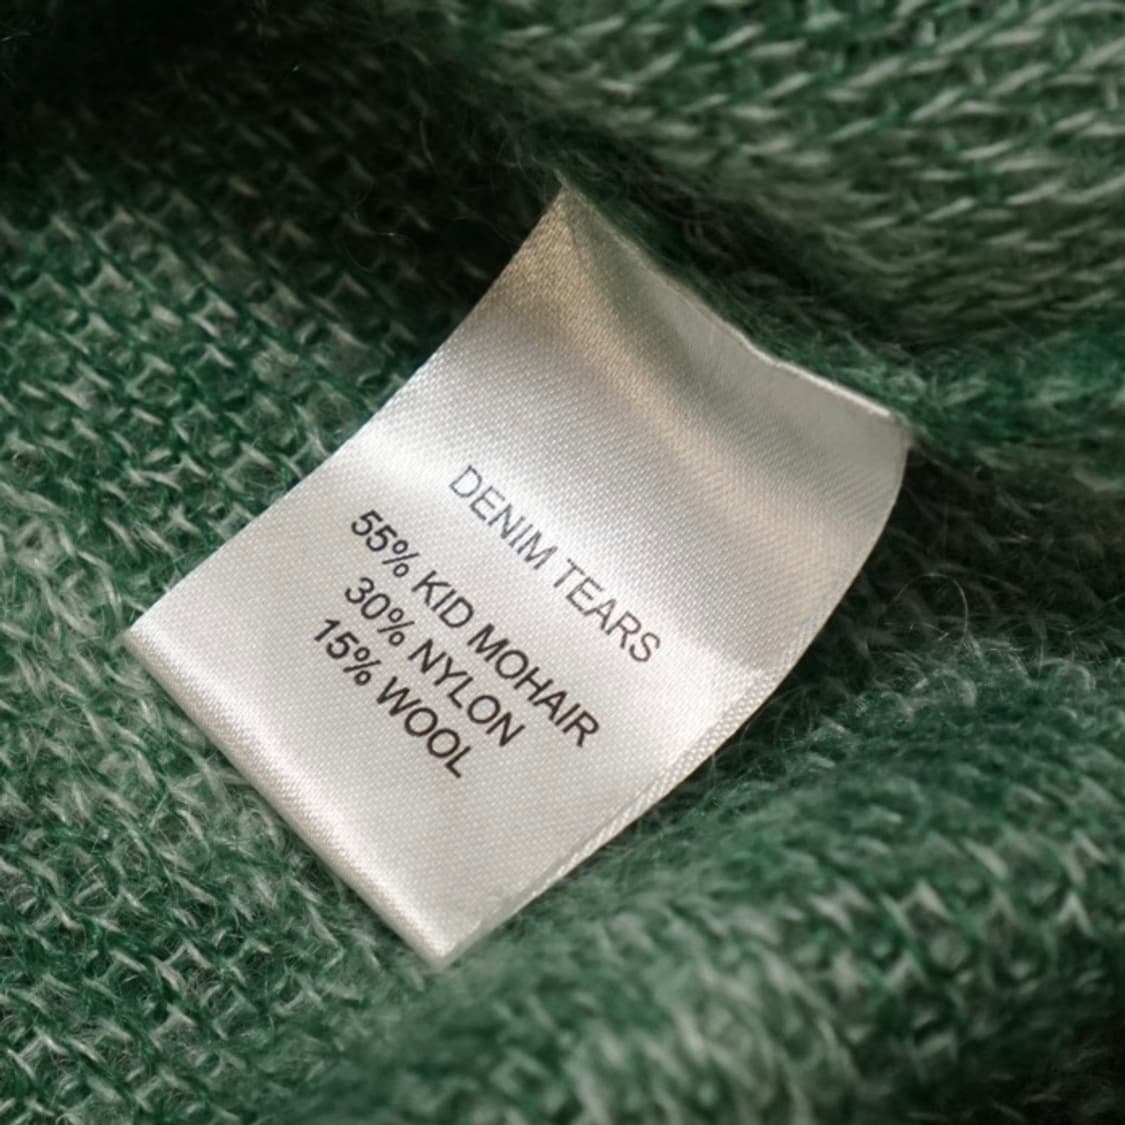 DENIM TEARS
55% KID MOHAIR
30% NYLON
15% WOOL